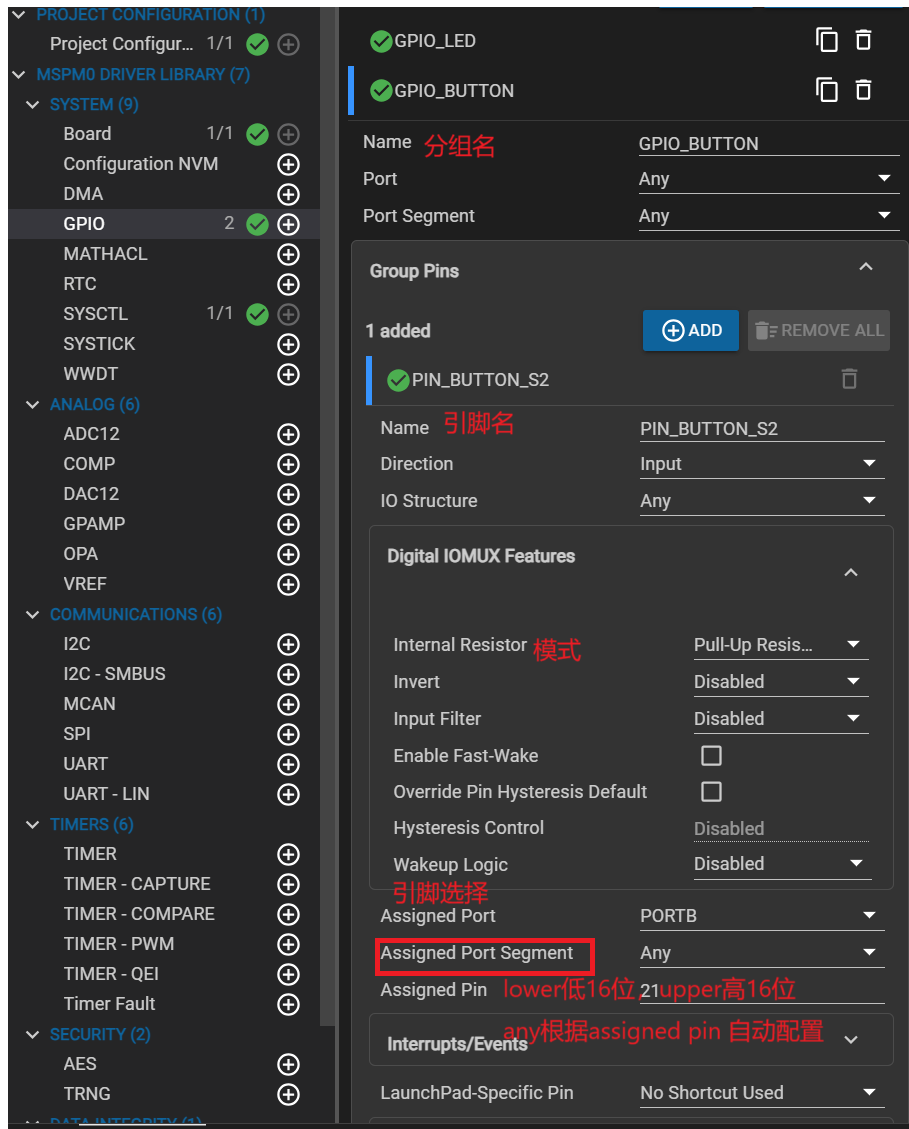 PROJECT CONFIGURATION (1)
Project Configur... 1/1
MSPM0 DRIVER LIBRARY (7)
SYSTEM (9)
Board 1/1
Configuration NVM
DMA
GPIO 2
MATHACL
RTC
SYSCTL 1/1
SYSTICK
WWDT
ANALOG (6)
ADC12
COMP
DAC12
GPAMP
OPA
VREF
COMMUNICATIONS (6)
I2C
I2C - SMBUS
MCAN
SPI
UART
UART - LIN
TIMERS (6)
TIMER
TIMER - CAPTURE
TIMER - COMPARE
TIMER - PWM
TIMER - QEI
Timer Fault
SECURITY (2)
AES
TRNG
DATA INTEGRITY (1)
GPIO_LED
GPIO_BUTTON
Name 分组名 GPIO_BUTTON
Port Any
Port Segment Any
Group Pins
1 added ADD REMOVE ALL
PIN_BUTTON_S2
Name 引脚名 PIN_BUTTON_S2
Direction Input
IO Structure Any
Digital IOMUX Features
Internal Resistor 模式 Pull-Up Resis...
Invert Disabled
Input Filter Disabled
Enable Fast-Wake
Override Pin Hysteresis Default
Hysteresis Control Disabled
Wakeup Logic Disabled
引脚选择
Assigned Port PORTB
Assigned Port Segment Any
Assigned Pin lower低16位，21upper高16位
any根据assigned pin 自动配置
Interrupts/Events
LaunchPad-Specific Pin No Shortcut Used